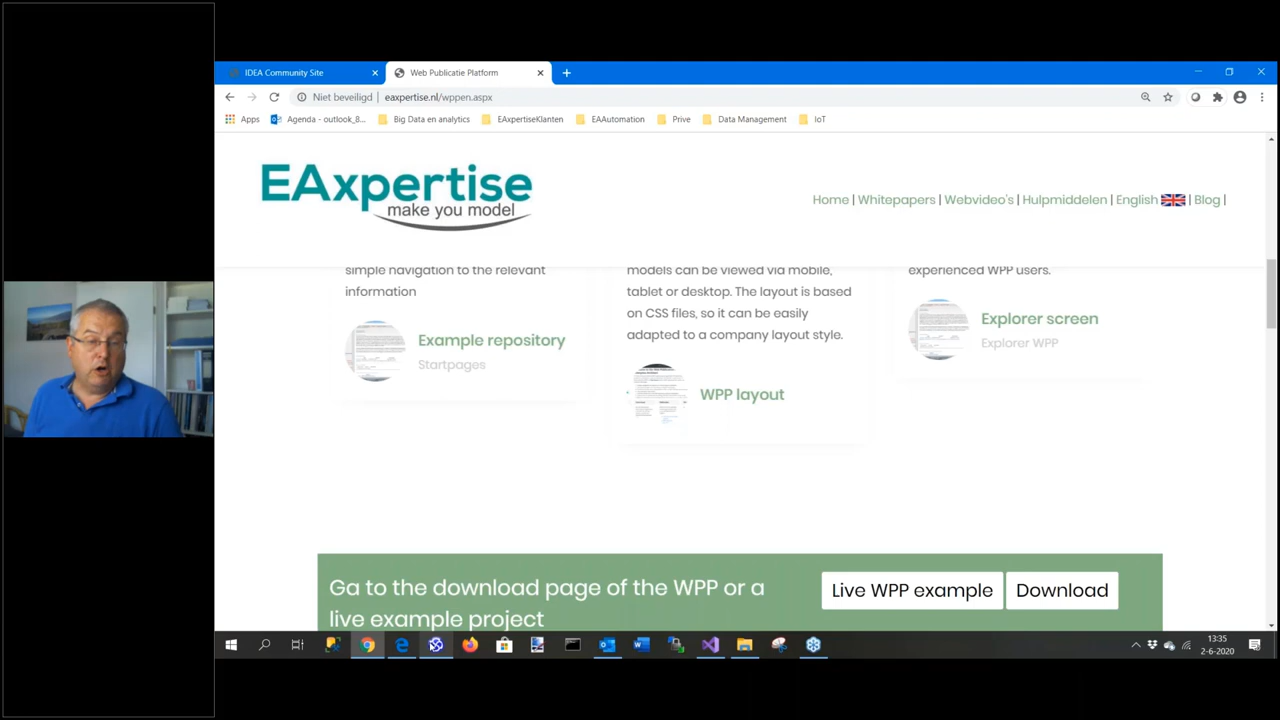 IDEA Community Site
Web Publicatie Platform
Niet beveiligd
eaxpertise.nl/wppen.aspx
Apps
Agenda - outlook_8...
Big Data en analytics
EAxpertiseKlanten
EAAutomation
Prive
Data Management
IoT
EAxpertise
make you model
Home | Whitepapers | Webvideo's | Hulpmiddelen | English | Blog |
simple navigation to the relevant
information
Example repository
Startpages
models can be viewed via mobile,
tablet or desktop. The layout is based
on CSS files, so it can be easily
adapted to a company layout style.
WPP layout
experienced WPP users.
Explorer screen
Explorer WPP
Go to the download page of the WPP or a
live example project
Live WPP example
Download
13:35
2-6-2020